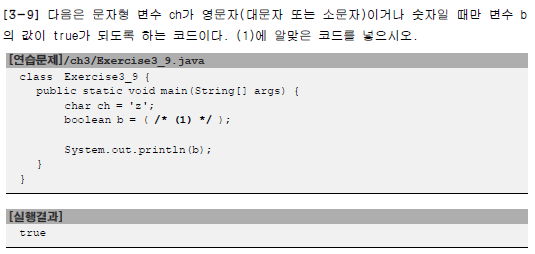 [3-9] 다음은 문자형 변수 ch가 영문자(대문자 또는 소문자)이거나 숫자일 때만 변수 b
의 값이 true가 되도록 하는 코드이다. (1)에 알맞은 코드를 넣으시오.
[연습문제]/ch3/Exercise3_9.java
class Exercise3_9 {
public static void main(String[] args) {
char ch = 'z';
boolean b = ( /* (1) */ );
System.out.println(b);
}
}
[실행결과]
true